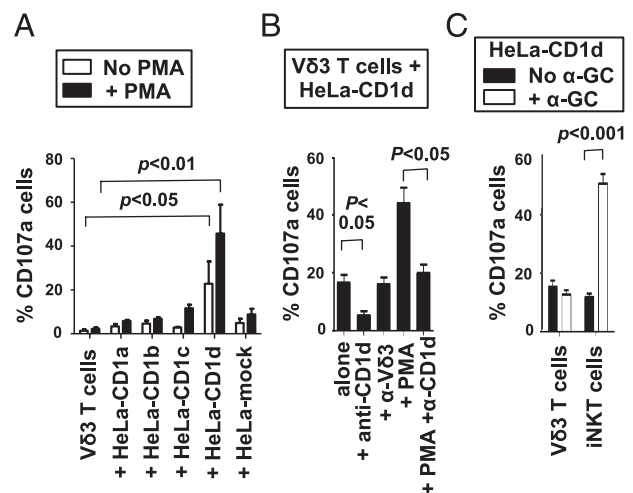 A
No PMA
+ PMA
% CD107a cells
80
60
40
20
0
p<0.01
p<0.05
Vδ3 T cells
+ HeLa-CD1a
+ HeLa-CD1b
+ HeLa-CD1c
+ HeLa-CD1d
+ HeLa-mock
B
Vδ3 T cells +
HeLa-CD1d
% CD107a cells
60
40
20
0
P<
0.05
P<0.05
alone
+ anti-CD1d
+ α-Vδ3
+ PMA
+ PMA +α-CD1d
C
HeLa-CD1d
No α-GC
+ α-GC
p<0.001
% CD107a cells
60
40
20
0
Vδ3 T cells
iNKT cells